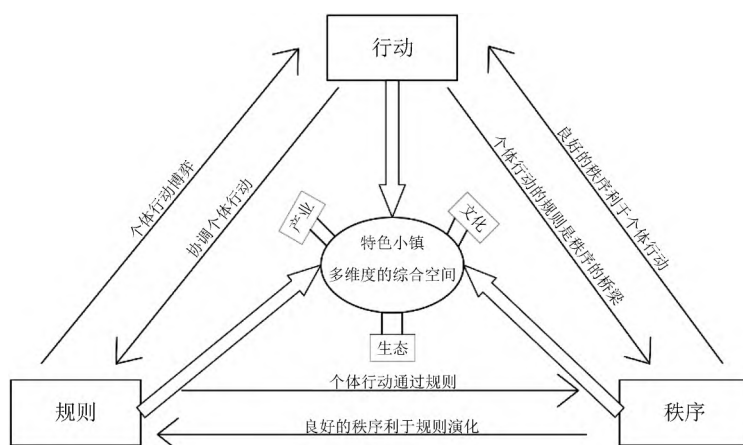 行动
个体行动博弈
协调个体行动
个体行动的规则是秩序的桥梁
良好的秩序利于个体行动
产业
文化
特色小镇
多维度的综合空间
生态
规则
个体行动通过规则
良好的秩序利于规则演化
秩序